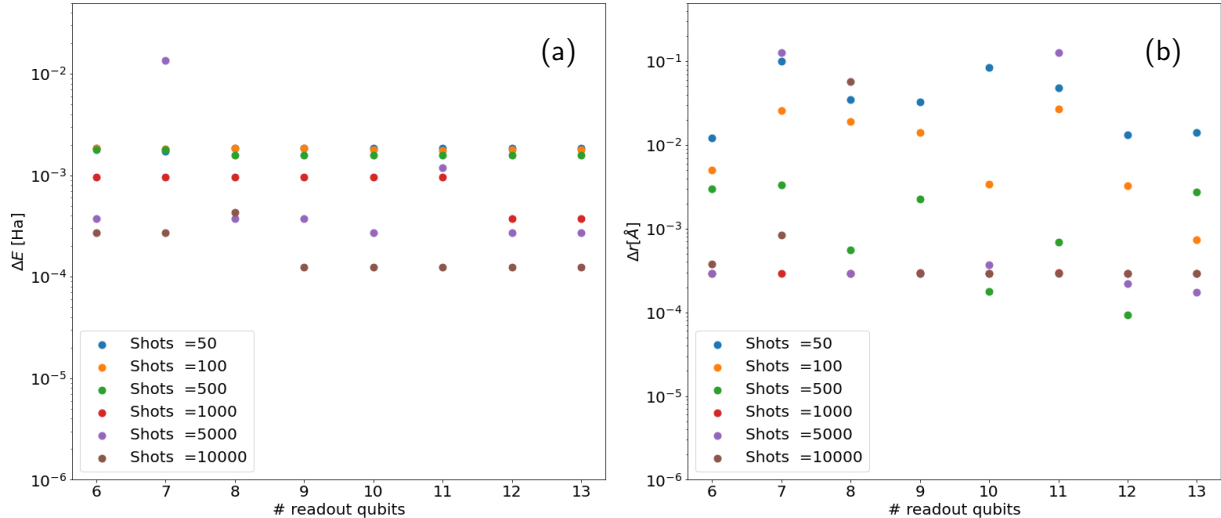 (a)
10^{-2}
10^{-3}
10^{-4}
10^{-5}
10^{-6}
ΔE [Ha]
Shots =50
Shots =100
Shots =500
Shots =1000
Shots =5000
Shots =10000
6 7 8 9 10 11 12 13
# readout qubits
(b)
10^{-1}
10^{-2}
10^{-3}
10^{-4}
10^{-5}
10^{-6}
Δr[Å]
Shots =50
Shots =100
Shots =500
Shots =1000
Shots =5000
Shots =10000
6 7 8 9 10 11 12 13
# readout qubits